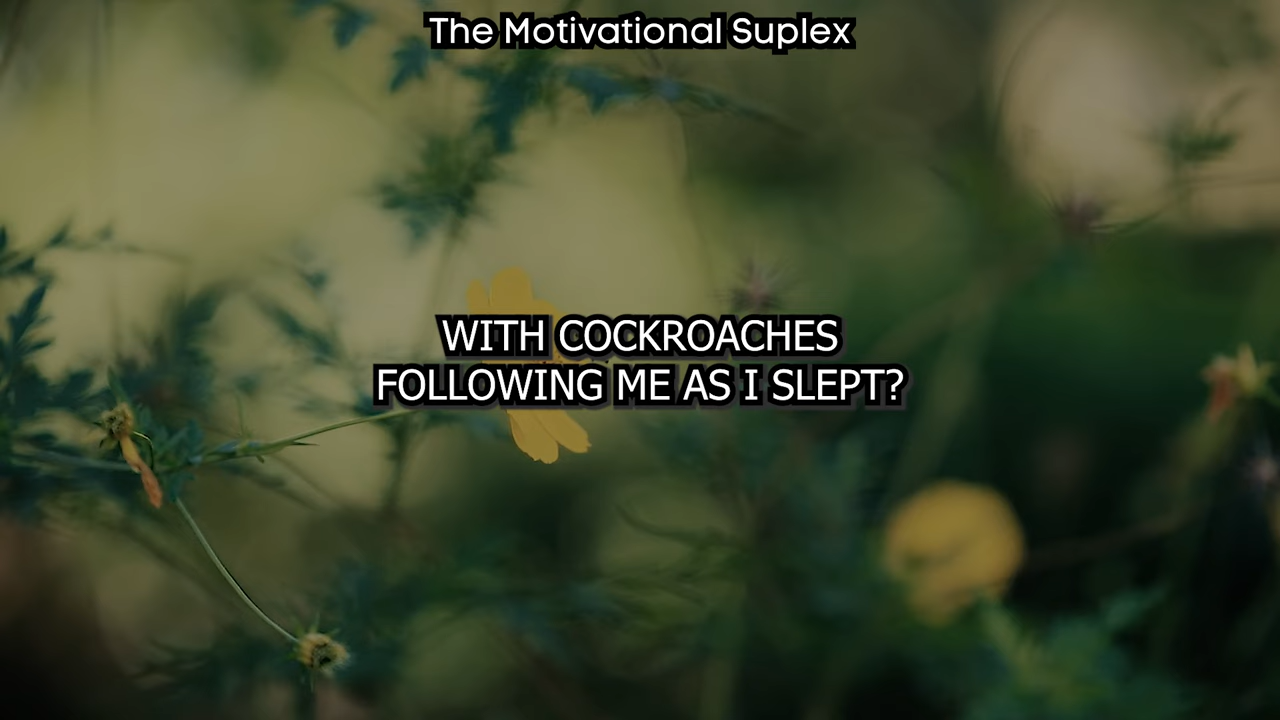 The Motivational Suplex
WITH COCKROACHES
FOLLOWING ME AS I SLEPT?